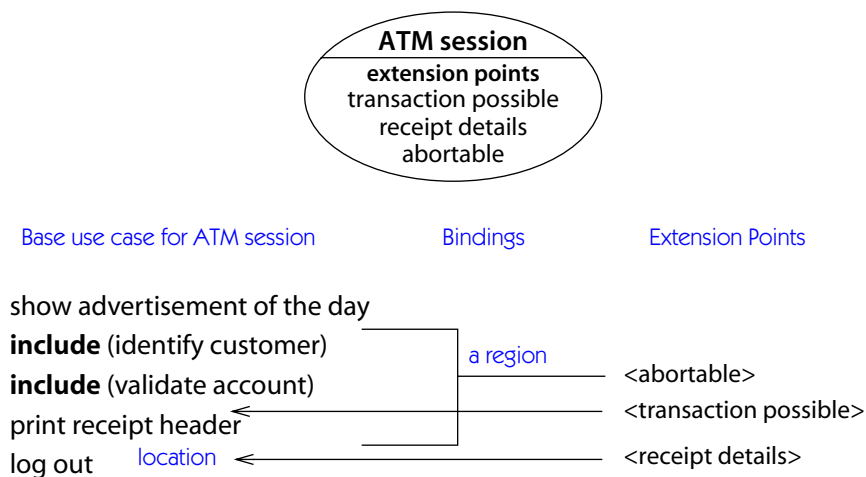 ATM session
extension points
transaction possible
receipt details
abortable
Base use case for ATM session
Bindings
Extension Points
show advertisement of the day
include (identify customer)
a region
include (validate account)
<abortable>
<transaction possible>
print receipt header
log out
location
<receipt details>